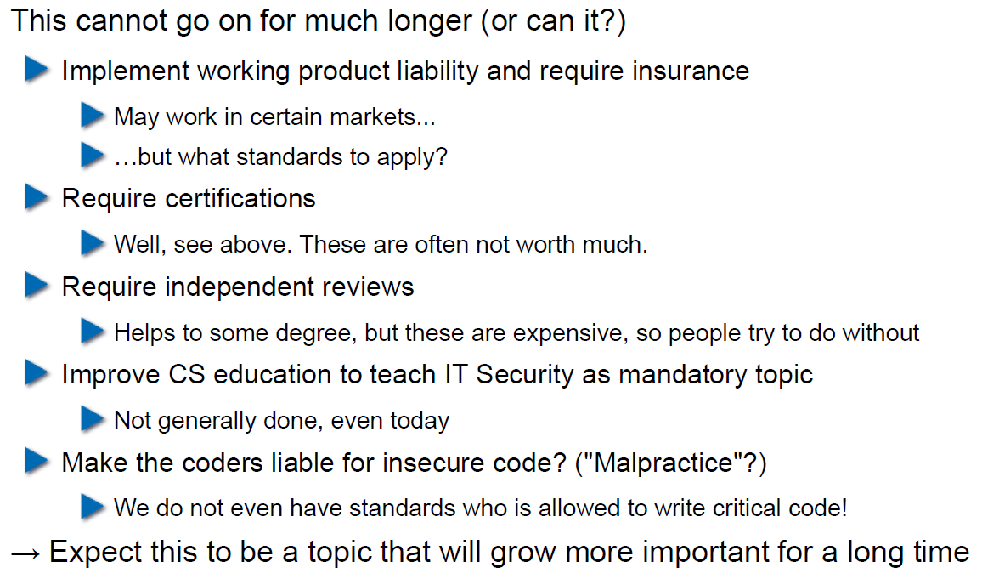 This cannot go on for much longer (or can it?)
Implement working product liability and require insurance
May work in certain markets...
…but what standards to apply?
Require certifications
Well, see above. These are often not worth much.
Require independent reviews
Helps to some degree, but these are expensive, so people try to do without
Improve CS education to teach IT Security as mandatory topic
Not generally done, even today
Make the coders liable for insecure code? ("Malpractice"?)
We do not even have standards who is allowed to write critical code!
→ Expect this to be a topic that will grow more important for a long time